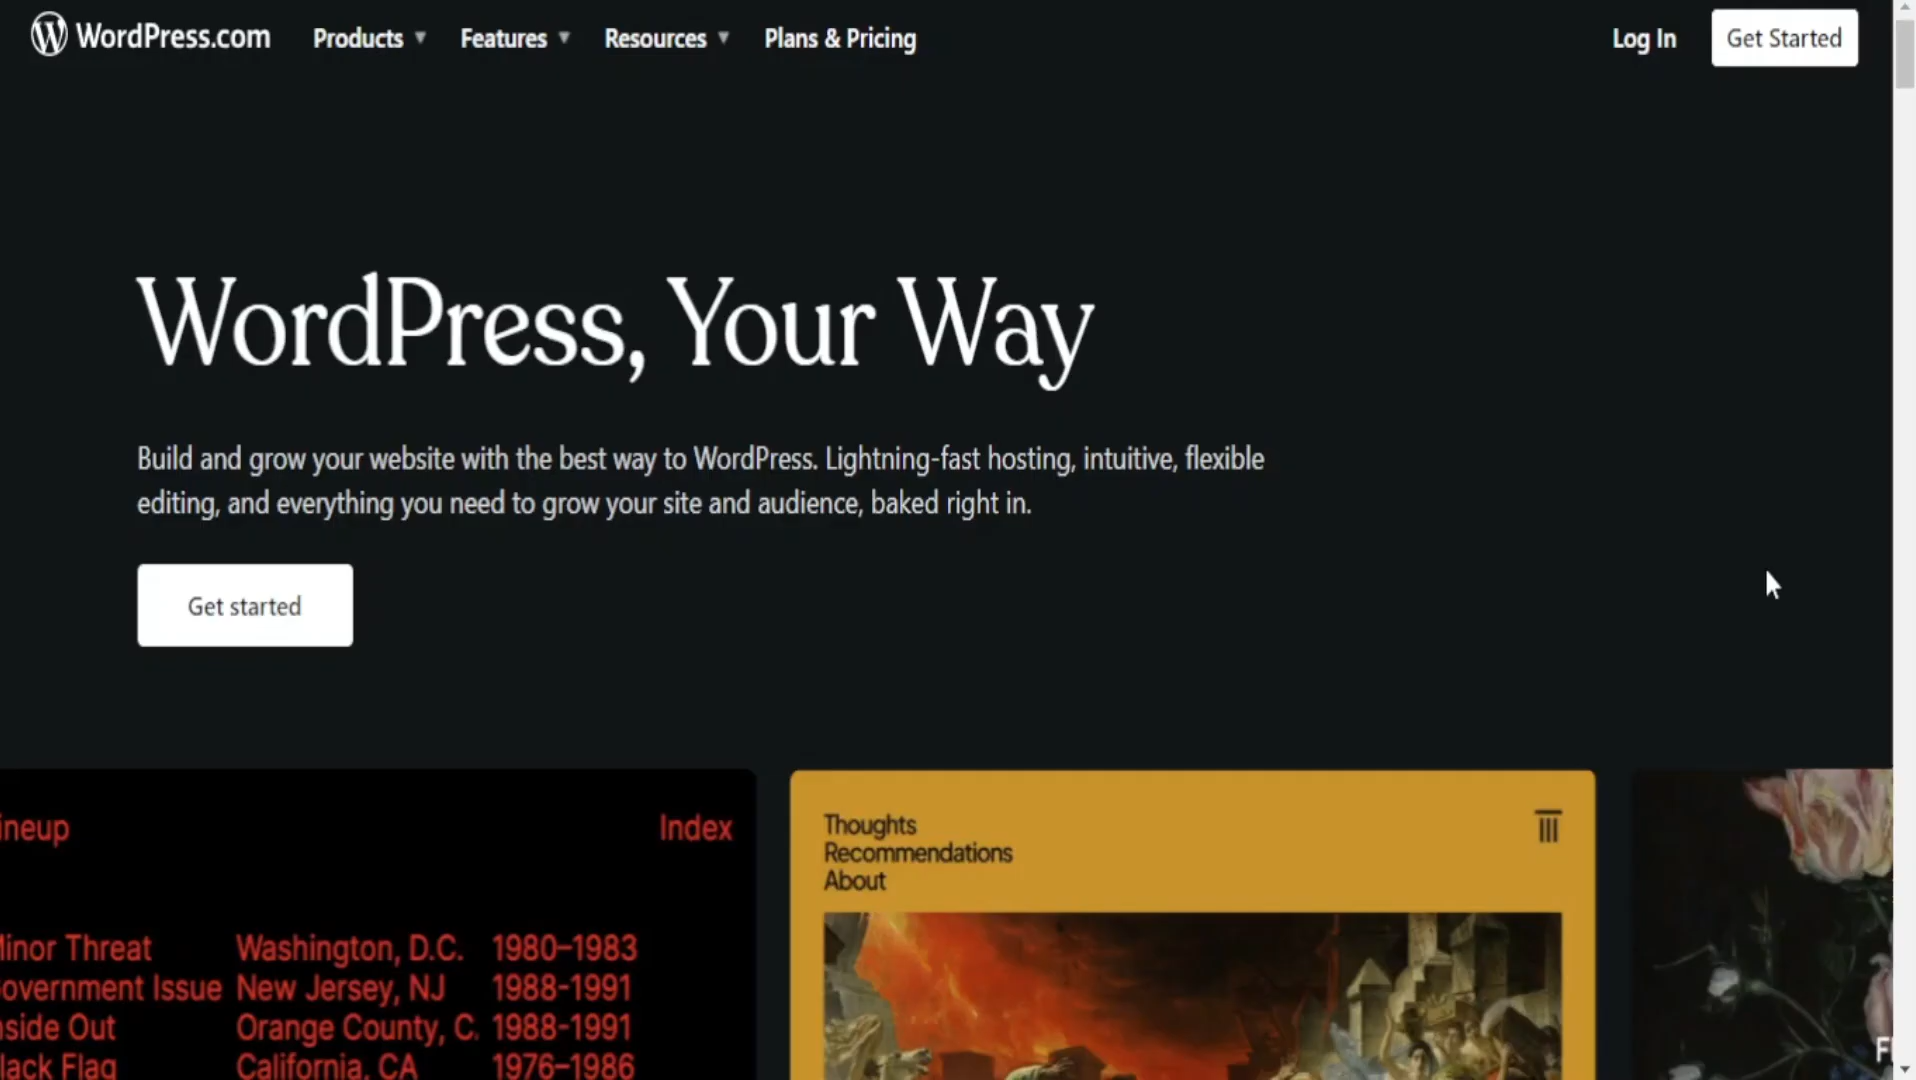 WordPress.com Products Features Resources Plans & Pricing Log In Get Started
WordPress, Your Way
Build and grow your website with the best way to WordPress. Lightning-fast hosting, intuitive, flexible
editing, and everything you need to grow your site and audience, baked right in.
Get started
ineup Index
inor Threat Washington, D.C. 1980–1983
overnment Issue New Jersey, NJ 1988-1991
nside Out Orange County, C. 1988-1991
lack Flag California, CA 1976–1986
Thoughts
Recommendations
About